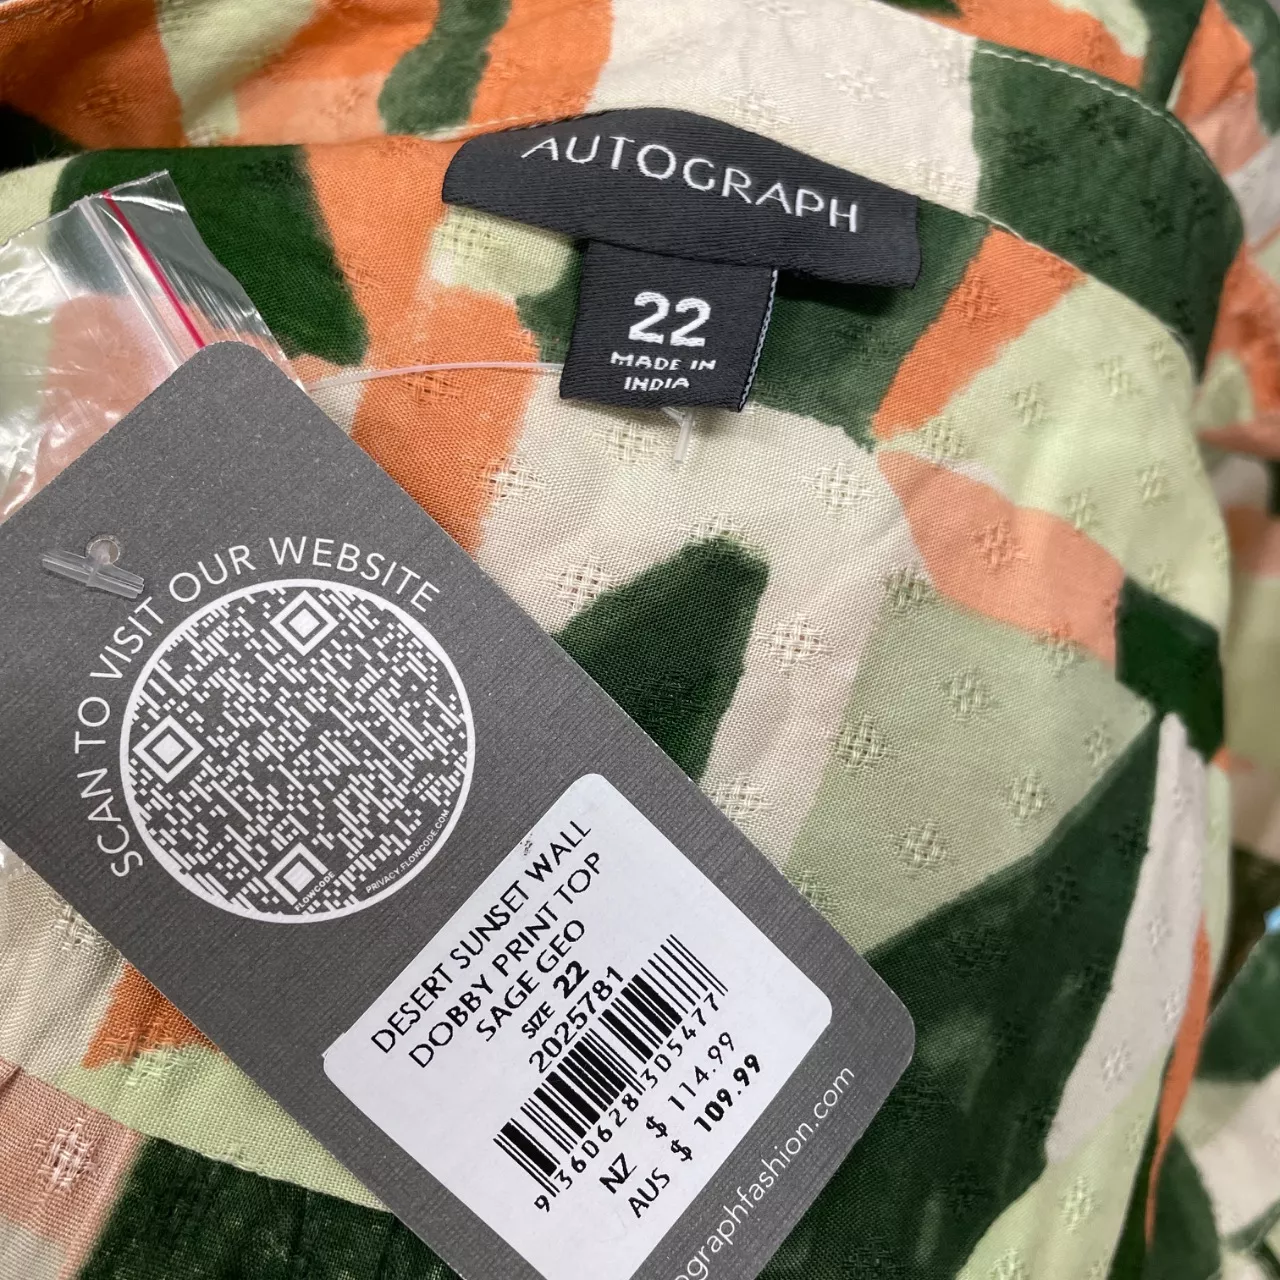 AUTOGRAPH
22
MADE IN
INDIA
SCAN TO VISIT OUR WEBSITE
FLOWCODE
PRIVACY.FLOWCODE.COM
DESERT SUNSET WALL
DOBBY PRINT TOP
SAGE GEO
SIZE 22
2025781
9 360628 305477
NZ $ 114.99
AUS $ 109.99
ographfashion.com